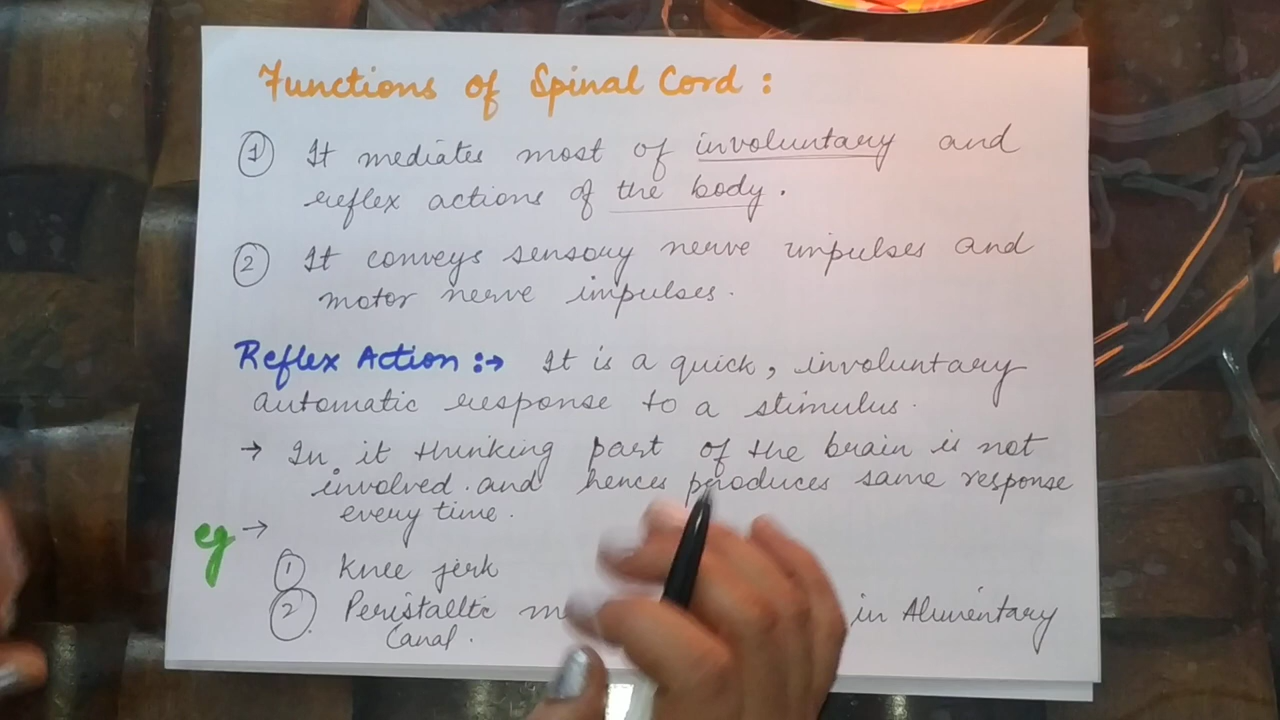 Functions of Spinal Cord :
① It mediates most of involuntary and
reflex actions of the body.
② It conveys sensory nerve impulses and
motor nerve impulses.
Reflex Action :→ It is a quick, involuntary
automatic response to a stimulus.
→ In it thinking part of the brain is not
involved. and hences produces same response
every time.
eg →
① Knee jerk
② Peristaltic in Alimentary
Canal.